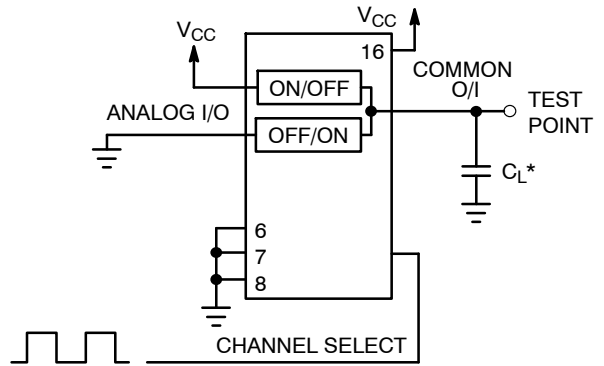 VCC
VCC
16
COMMON
O/I
ON/OFF
TEST
POINT
ANALOG I/O
OFF/ON
CL*
6
7
8
CHANNEL SELECT